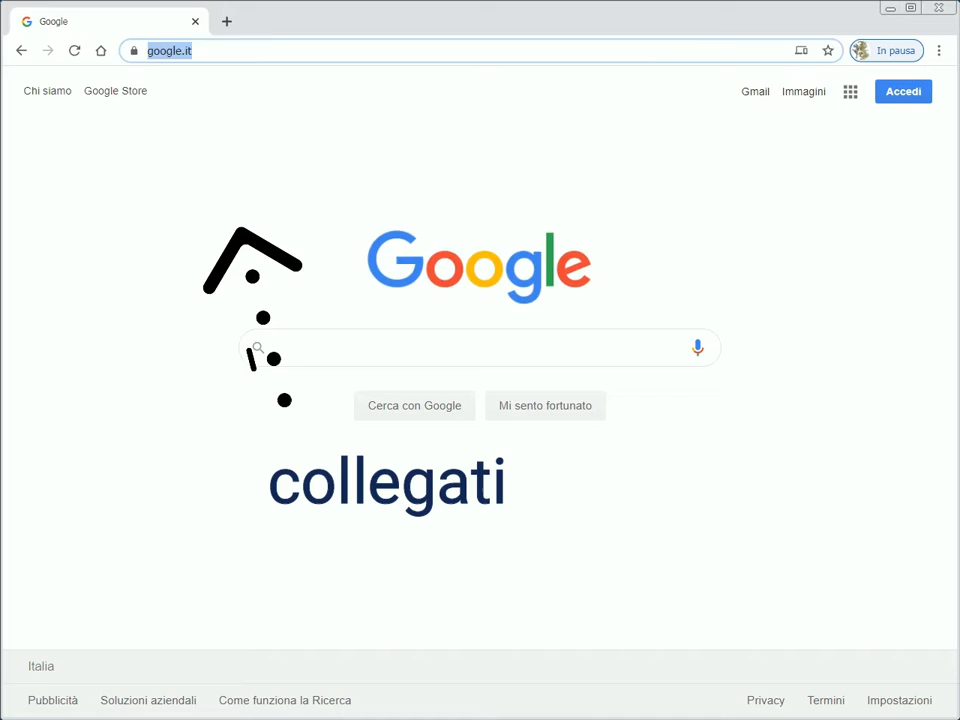 Google
google.it
In pausa
Chi siamo Google Store
Gmail Immagini Accedi
Google
Cerca con Google Mi sento fortunato
collegati
Italia
Pubblicità Soluzioni aziendali Come funziona la Ricerca
Privacy Termini Impostazioni